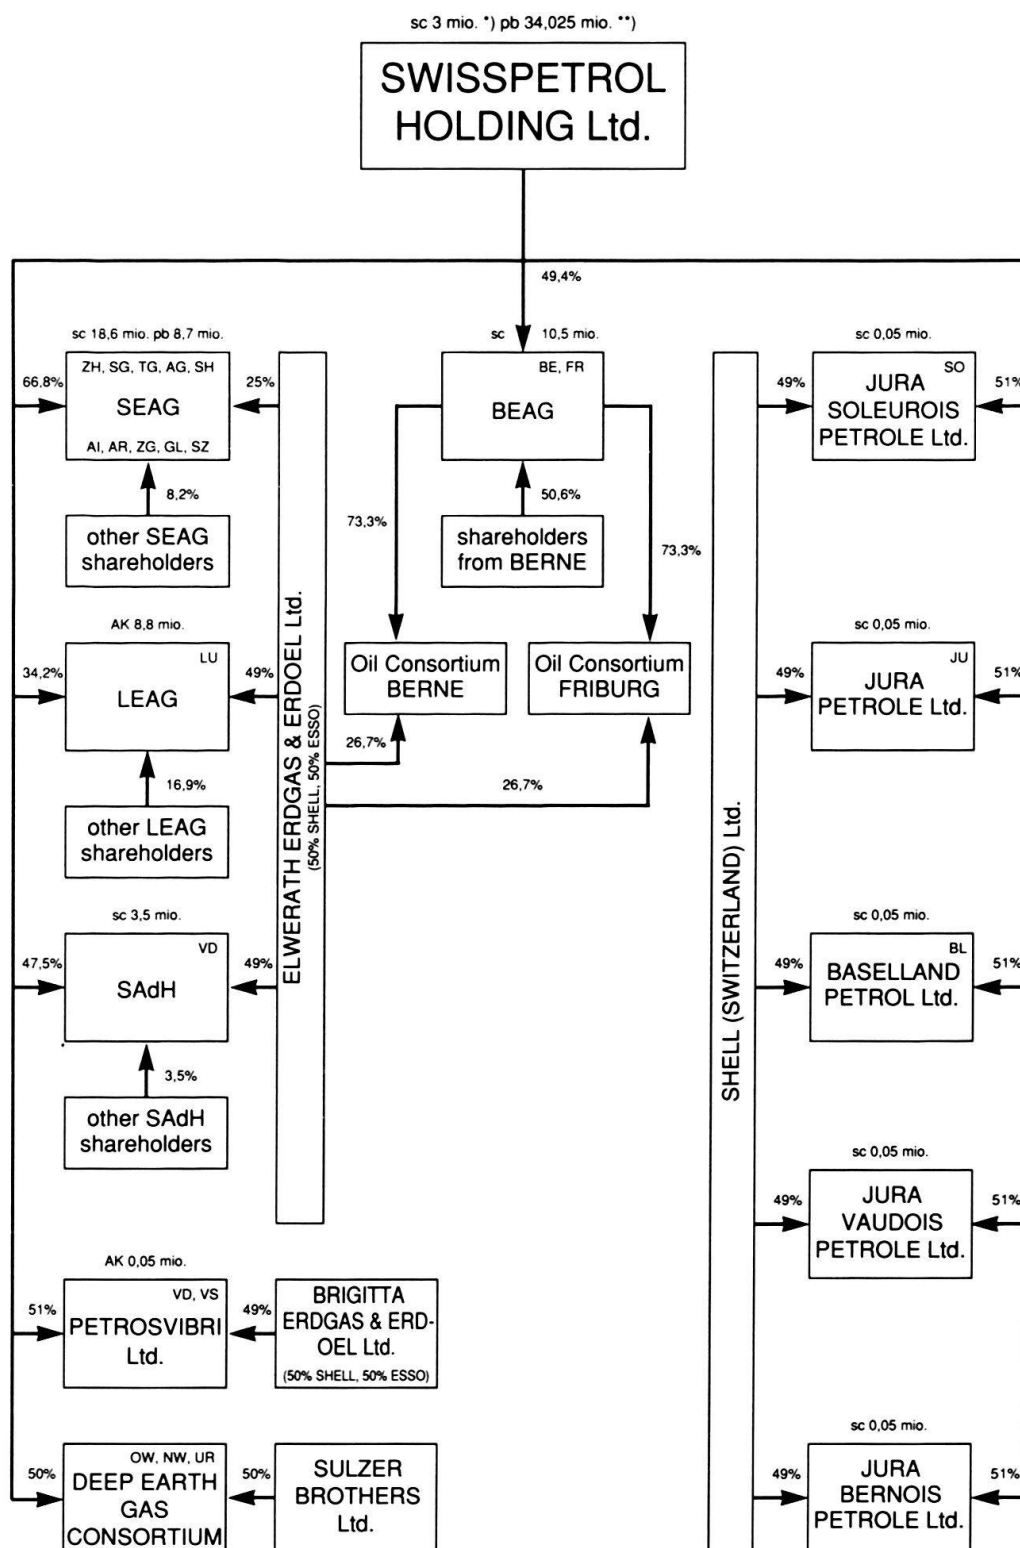 sc 3 mio. *) pb 34,025 mio. **)
SWISSPETROL
HOLDING Ltd.
49,4%
sc 18,6 mio. pb 8,7 mio.
66,8%
ZH, SG, TG, AG, SH
SEAG
AI, AR, ZG, GL, SZ
25%
8,2%
other SEAG
shareholders
AK 8,8 mio.
34,2%
LU
LEAG
49%
16,9%
other LEAG
shareholders
sc 3,5 mio.
47,5%
VD
SAdH
49%
3,5%
other SAdH
shareholders
AK 0,05 mio.
51%
VD, VS
PETROSVIBRI
Ltd.
49%
BRIGITTA
ERDGAS & ERD-
OEL Ltd.
(50% SHELL, 50% ESSO)
50%
OW, NW, UR
DEEP EARTH
GAS
CONSORTIUM
50%
SULZER
BROTHERS
Ltd.
ELWERATH ERDGAS & ERDOEL Ltd.
(50% SHELL, 50% ESSO)
sc 10,5 mio.
BE, FR
BEAG
50,6%
73,3%
shareholders
from BERNE
73,3%
Oil Consortium
BERNE
Oil Consortium
FRIBURG
26,7%
26,7%
SHELL (SWITZERLAND) Ltd.
sc 0,05 mio.
49%
SO
JURA
SOLEUROIS
PETROLE Ltd.
51%
sc 0,05 mio.
49%
JU
JURA
PETROLE Ltd.
51%
sc 0,05 mio.
49%
BL
BASELLAND
PETROL Ltd.
51%
sc 0,05 mio.
49%
JURA
VAUDOIS
PETROLE Ltd.
51%
sc 0,05 mio.
49%
JURA
BERNOIS
PETROLE Ltd.
51%